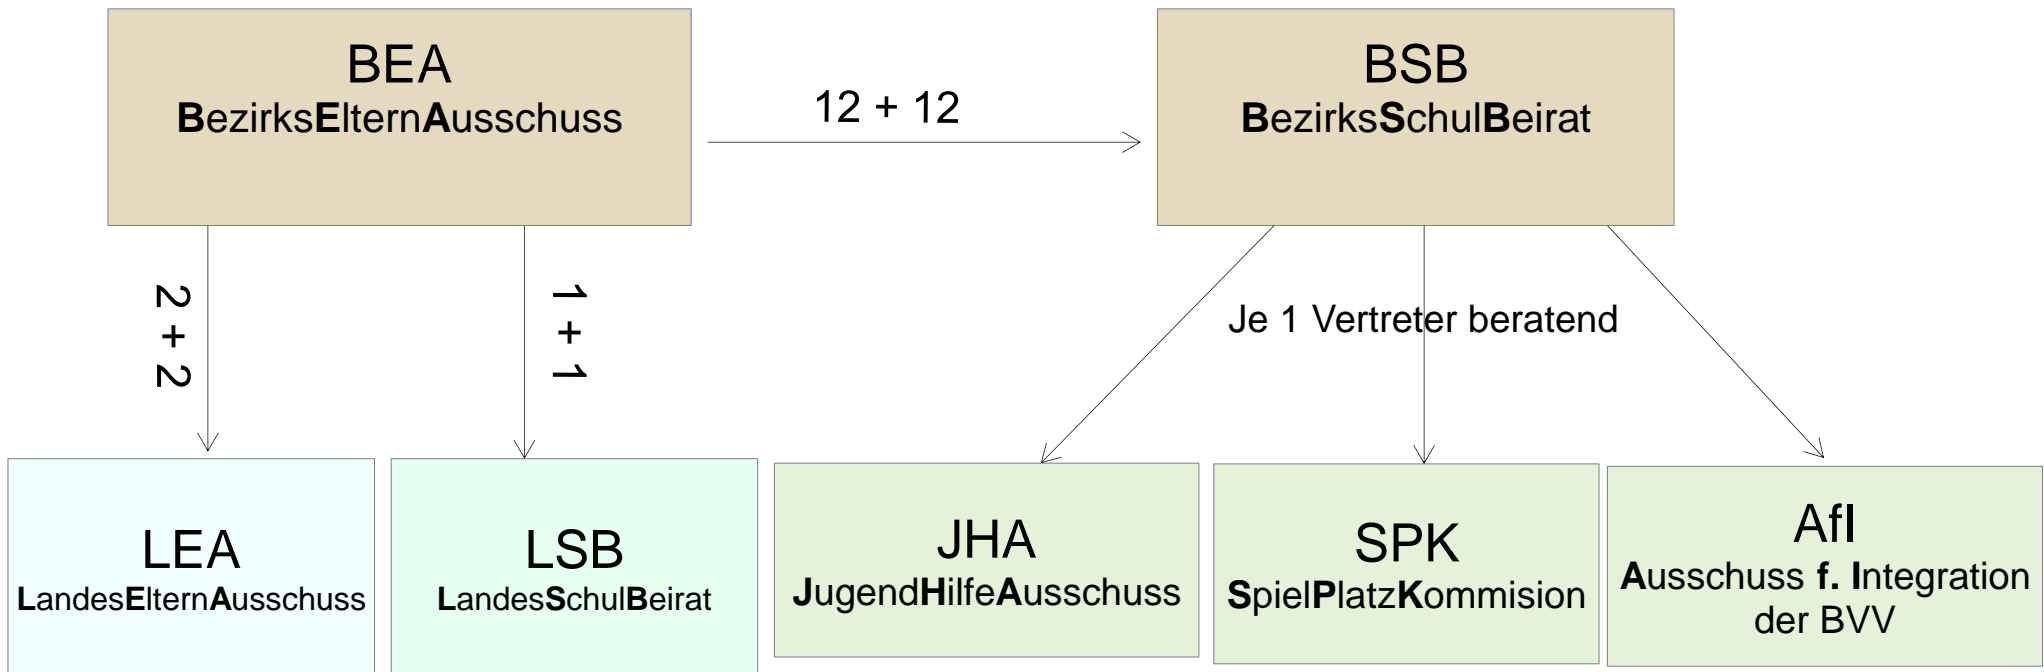 BEA
BezirksElternAusschuss
12 + 12
BSB
BezirksSchulBeirat
2 + 2
1 + 1
Je 1 Vertreter beratend
LEA
LandesElternAusschuss
LSB
LandesSchulBeirat
JHA
JugendHilfeAusschuss
SPK
SpielPlatzKommision
AfI
Ausschuss f. Integration
der BVV